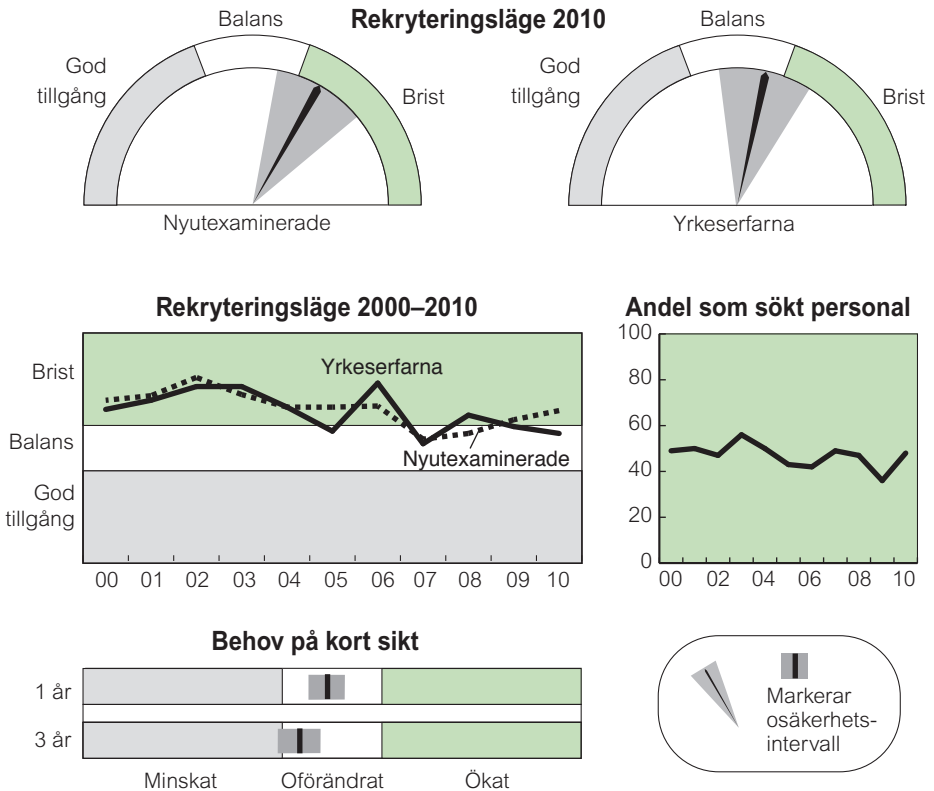 Rekryteringsläge 2010
Balans
God
tillgång
Brist
Nyutexaminerade
Balans
God
tillgång
Brist
Yrkeserfarna
Rekryteringsläge 2000–2010
Brist
Balans
God
tillgång
Yrkeserfarna
Nyutexaminerade
00 01 02 03 04 05 06 07 08 09 10
Andel som sökt personal
100
80
60
40
20
0
00 02 04 06 08 10
Behov på kort sikt
1 år
3 år
Minskat Oförändrat Ökat
Markerar
osäkerhets-
intervall